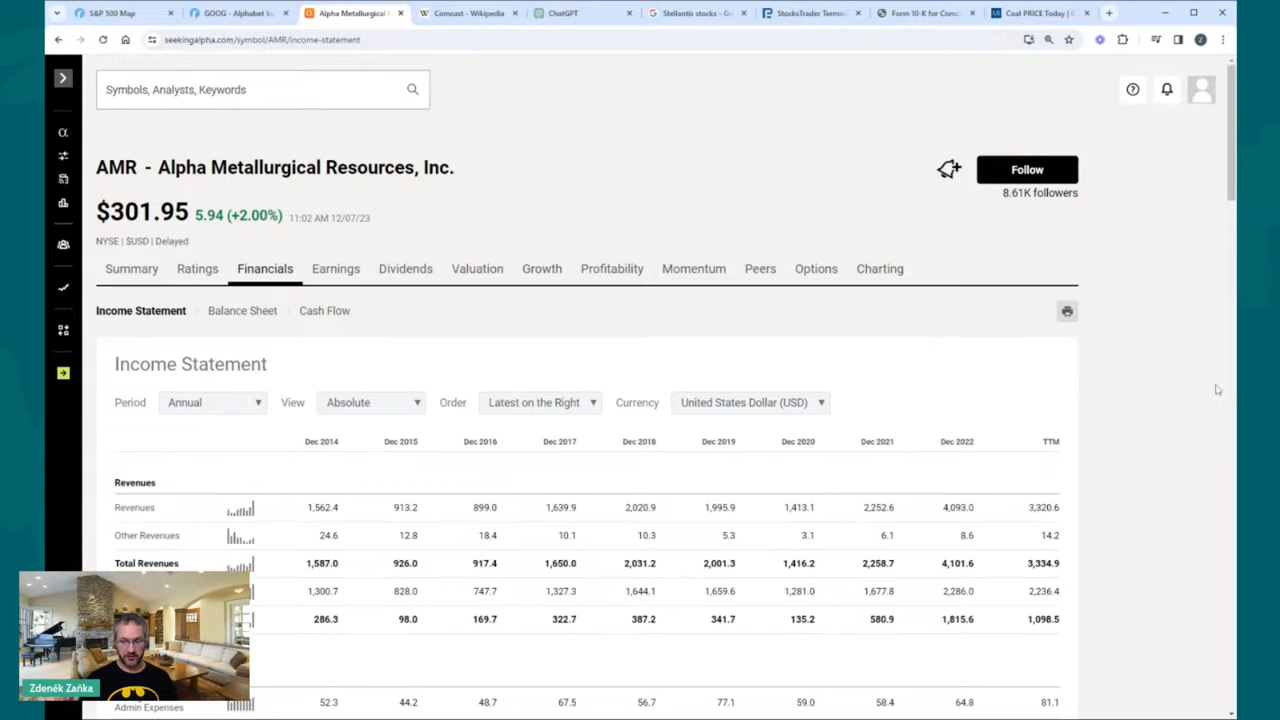 S&P 500 Map
GOOG - Alphabet In
Alpha Metallurgical
Comcast - Wikipedia
ChatGPT
Stellantis stocks - Go
StocksTrader Termin
Form 10-K for Com
Coal PRICE Today | C
seekingalpha.com/symbol/AMR/income-statement
Symbols, Analysts, Keywords
AMR - Alpha Metallurgical Resources, Inc.
Follow
8.61K followers
$301.95 5.94 (+2.00%) 11:02 AM 12/07/23
NYSE | $USD | Delayed
Summary Ratings Financials Earnings Dividends Valuation Growth Profitability Momentum Peers Options Charting
Income Statement Balance Sheet Cash Flow
Income Statement
Period Annual View Absolute Order Latest on the Right Currency United States Dollar (USD)
Dec 2014 Dec 2015 Dec 2016 Dec 2017 Dec 2018 Dec 2019 Dec 2020 Dec 2021 Dec 2022 TTM
Revenues
Revenues 1,562.4 913.2 899.0 1,639.9 2,020.9 1,995.9 1,413.1 2,252.6 4,093.0 3,320.6
Other Revenues 24.6 12.8 18.4 10.1 10.3 5.3 3.1 6.1 8.6 14.2
Total Revenues 1,587.0 926.0 917.4 1,650.0 2,031.2 2,001.3 1,416.2 2,258.7 4,101.6 3,334.9
1,300.7 828.0 747.7 1,327.3 1,644.1 1,659.6 1,281.0 1,677.8 2,286.0 2,236.4
286.3 98.0 169.7 322.7 387.2 341.7 135.2 580.9 1,815.6 1,098.5
52.3 44.2 48.7 67.5 56.7 77.1 59.0 58.4 64.8 81.1
Admin Expenses
Zdeněk Zaňka